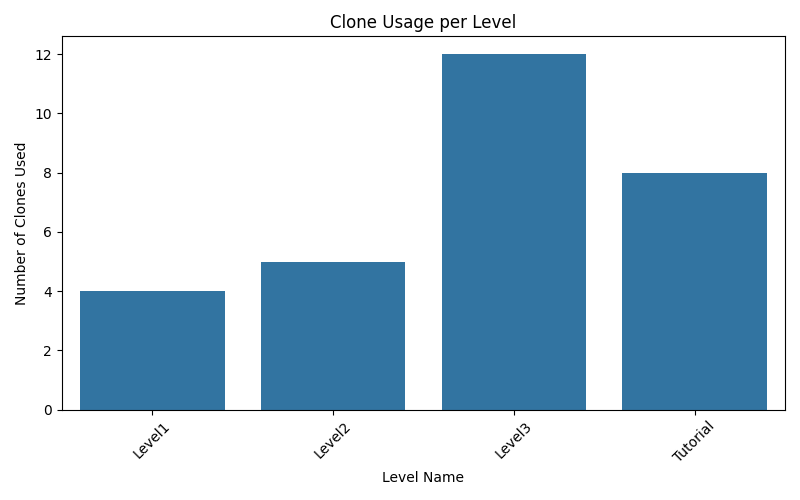 Clone Usage per Level
Number of Clones Used
12
10
8
6
4
2
0
Level1
Level2
Level3
Tutorial
Level Name